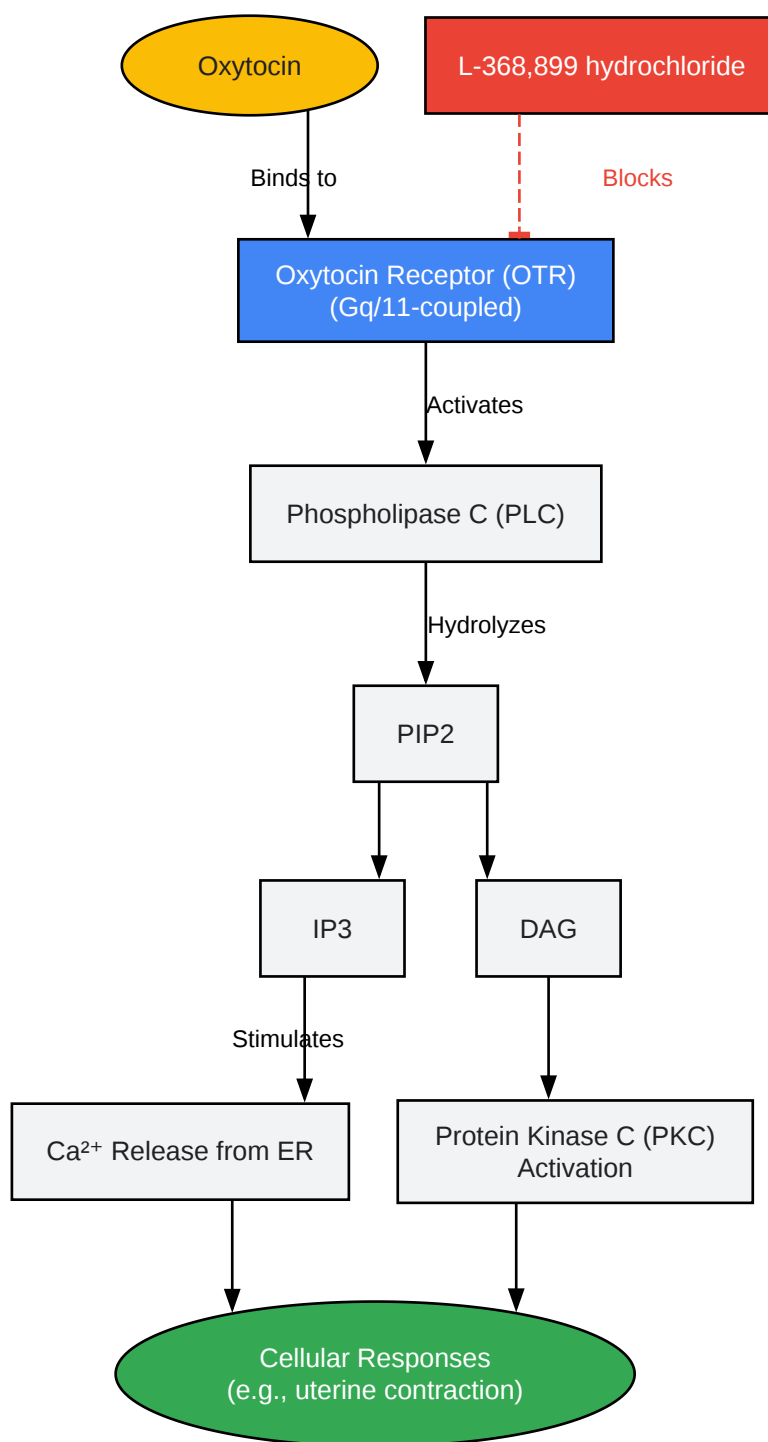 Oxytocin
L-368,899 hydrochloride
Binds to
Blocks
Oxytocin Receptor (OTR)
(Gq/11-coupled)
Activates
Phospholipase C (PLC)
Hydrolyzes
PIP2
IP3
DAG
Stimulates
Ca²⁺ Release from ER
Protein Kinase C (PKC)
Activation
Cellular Responses
(e.g., uterine contraction)